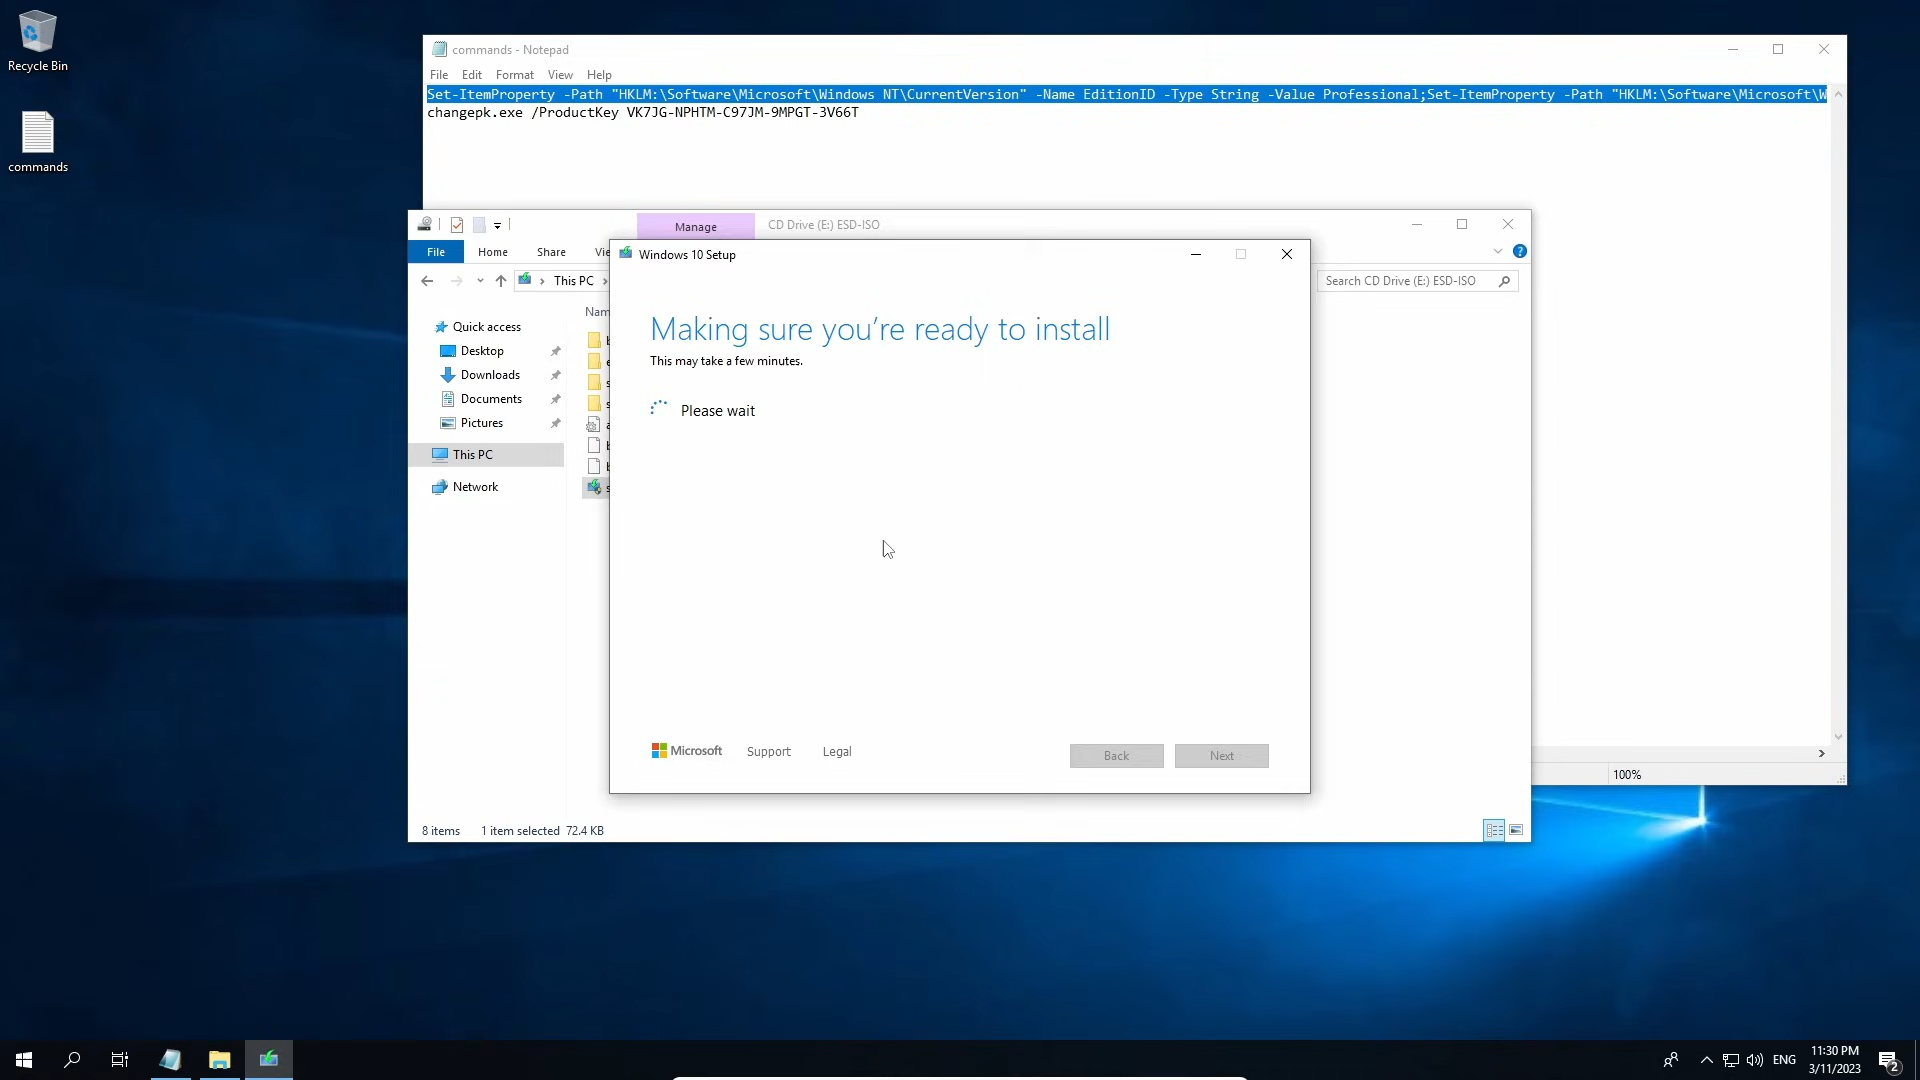 Recycle Bin
commands
commands - Notepad
File Edit Format View Help
Set-ItemProperty -Path "HKLM:\Software\Microsoft\Windows NT\CurrentVersion" -Name EditionID -Type String -Value Professional;Set-ItemProperty -Path "HKLM:\Software\Microsoft\W
changepk.exe /ProductKey VK7JG-NPHTM-C97JM-9MPGT-3V66T
100%
Manage CD Drive (E:) ESD-ISO
File Home Share
This PC
Search CD Drive (E:) ESD-ISO
Quick access
Desktop
Downloads
Documents
Pictures
This PC
Network
8 items 1 item selected 72.4 KB
Windows 10 Setup
Making sure you're ready to install
This may take a few minutes.
Please wait
Microsoft Support Legal
Back Next
ENG
11:30 PM
3/11/2023
2